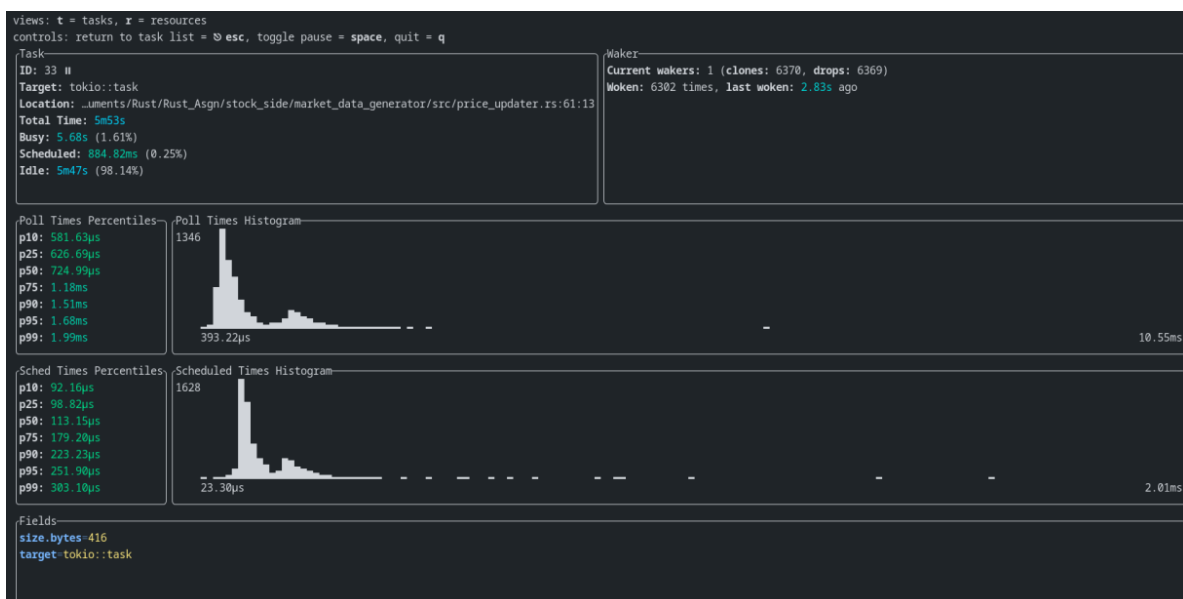 views: t = tasks, r = resources
controls: return to task list = ⎋ esc, toggle pause = space, quit = q
Task
ID: 33 ⏸
Target: tokio::task
Location: …uments/Rust/Rust_Asgn/stock_side/market_data_generator/src/price_updater.rs:61:13
Total Time: 5m53s
Busy: 5.68s (1.61%)
Scheduled: 884.82ms (0.25%)
Idle: 5m47s (98.14%)
Waker
Current wakers: 1 (clones: 6370, drops: 6369)
Woken: 6302 times, last woken: 2.83s ago
Poll Times Percentiles
p10: 581.63µs
p25: 626.69µs
p50: 724.99µs
p75: 1.18ms
p90: 1.51ms
p95: 1.68ms
p99: 1.99ms
Poll Times Histogram
1346
393.22µs 10.55ms
Sched Times Percentiles
p10: 92.16µs
p25: 98.82µs
p50: 113.15µs
p75: 179.20µs
p90: 223.23µs
p95: 251.90µs
p99: 303.10µs
Scheduled Times Histogram
1628
23.30µs 2.01ms
Fields
size.bytes=416
target=tokio::task